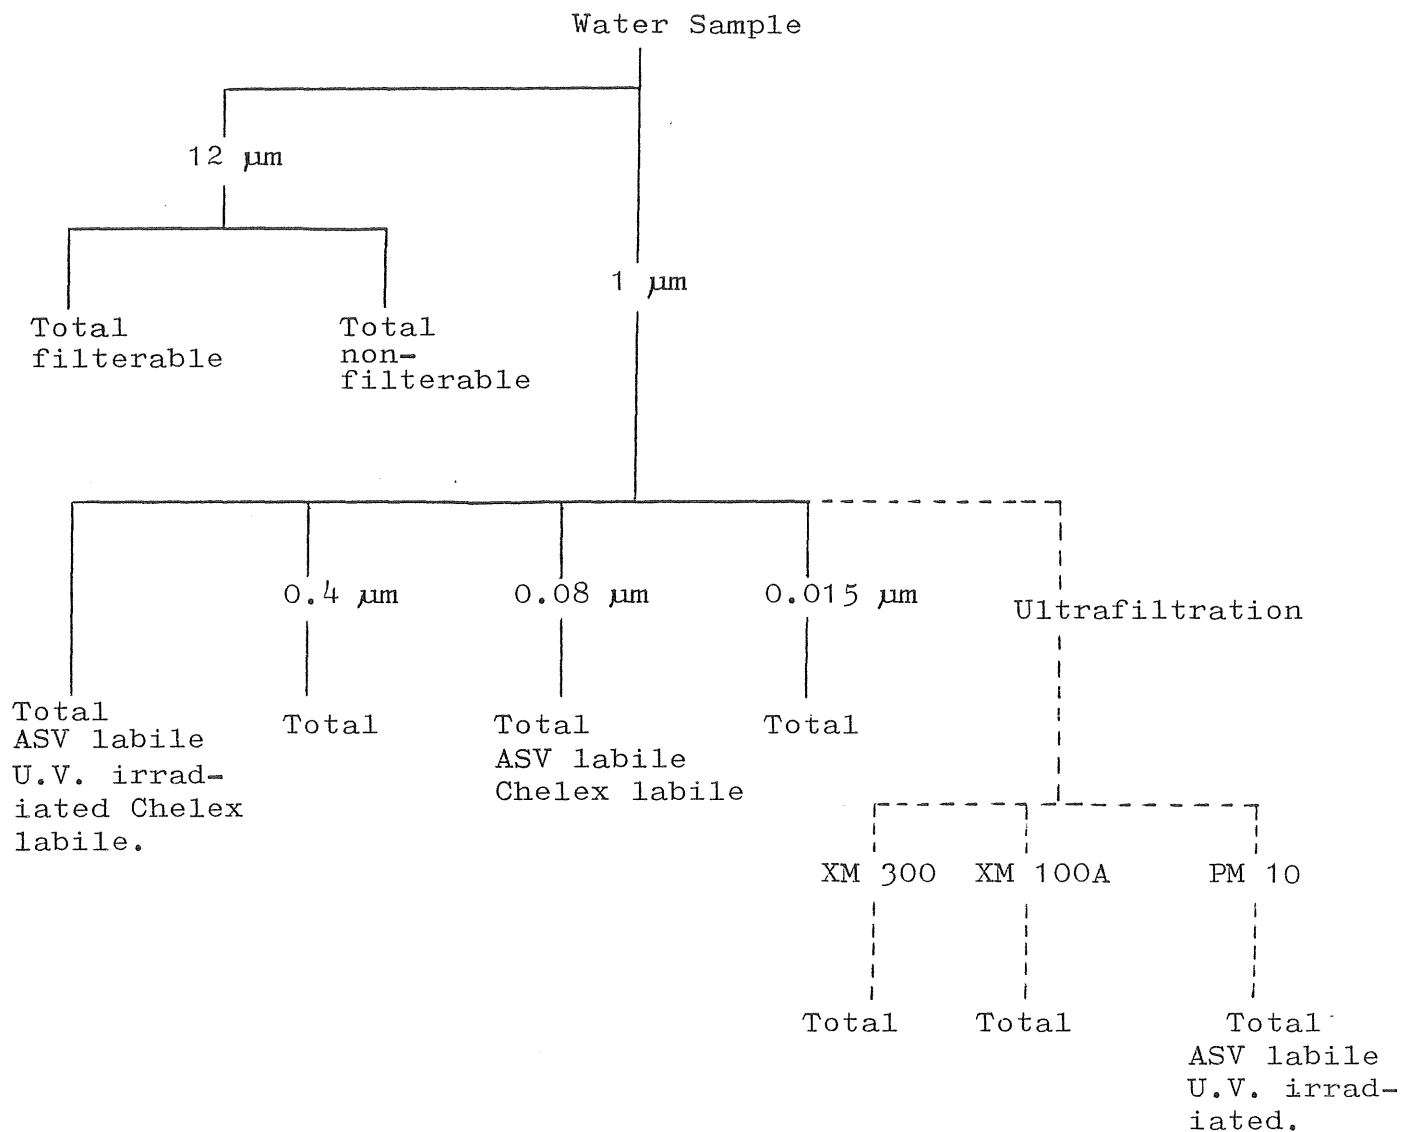 Water Sample
12 µm
1 µm
Total
filterable
Total
non-
filterable
0.4 µm
0.08 µm
0.015 µm
Ultrafiltration
Total
ASV labile
U.V. irrad-
iated Chelex
labile.
Total
Total
ASV labile
Chelex labile
Total
XM 300
XM 100A
PM 10
Total
Total
Total
ASV labile
U.V. irrad-
iated.